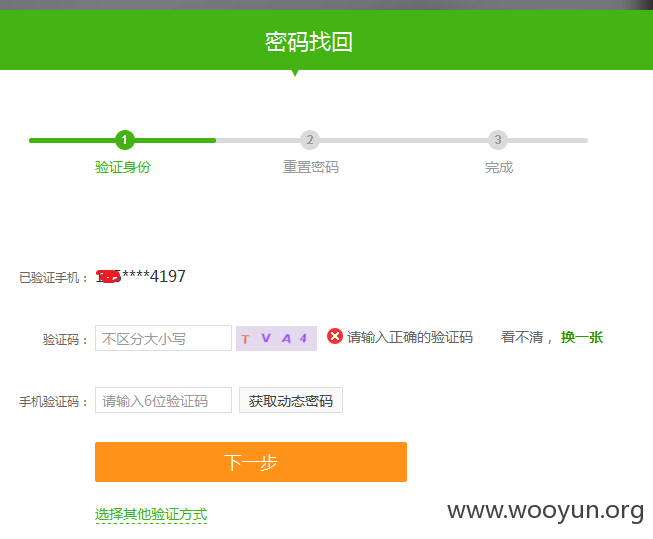 密码找回
1 2 3
验证身份 重置密码 完成
已验证手机： ****4197
验证码： 不区分大小写 T V A 4 请输入正确的验证码 看不清， 换一张
手机验证码： 请输入6位验证码 获取动态密码
下一步
选择其他验证方式
www.wooyun.org